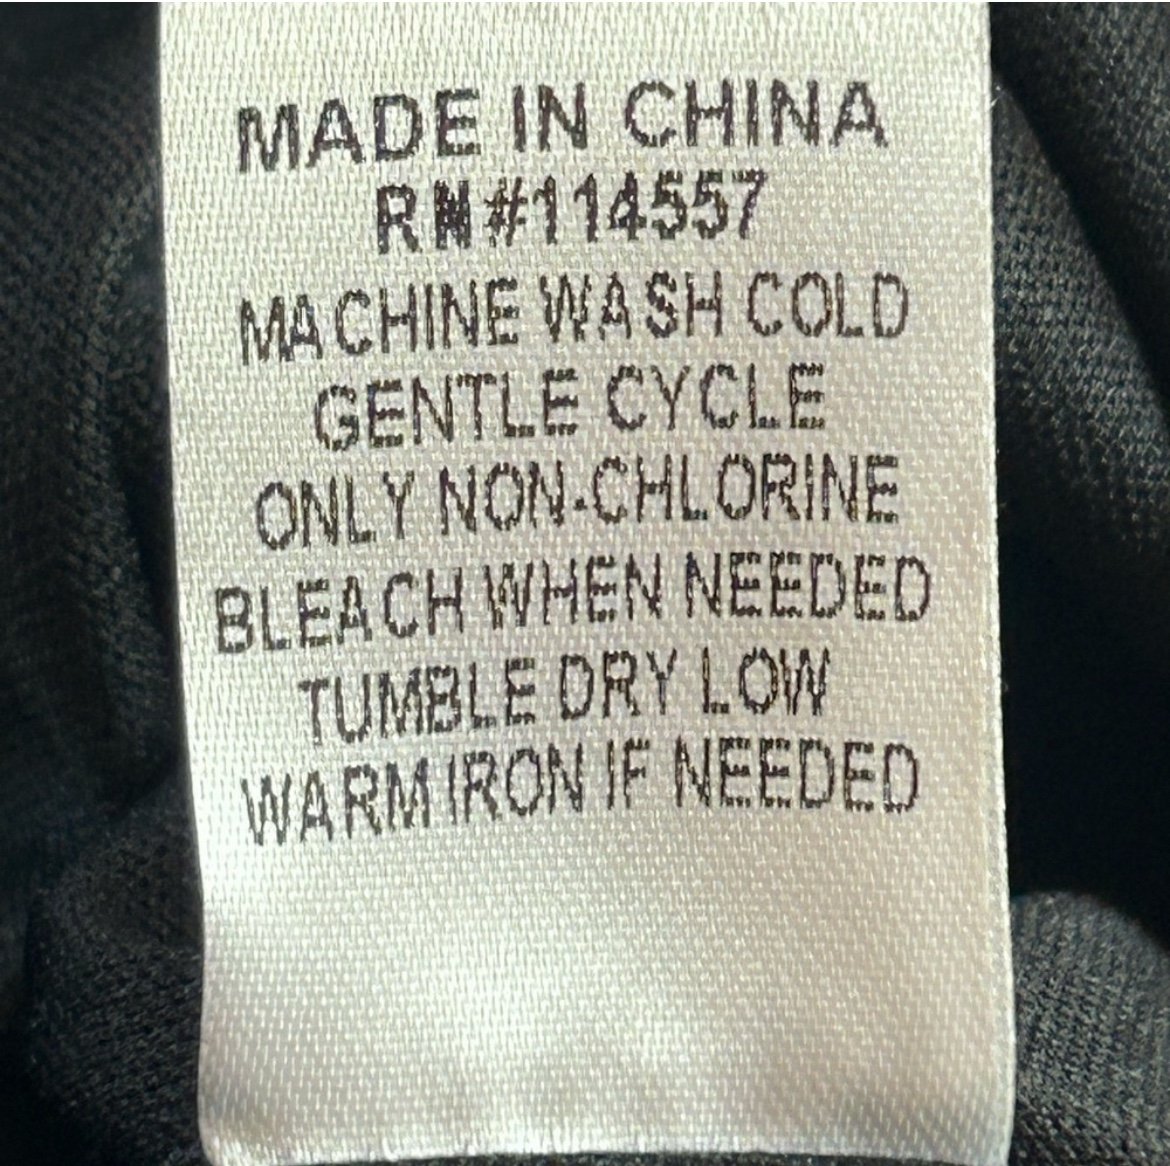 MADE IN CHINA
RN#114557
MACHINE WASH COLD
GENTLE CYCLE
ONLY NON-CHLORINE
BLEACH WHEN NEEDED
TUMBLE DRY LOW
WARM IRON IF NEEDED